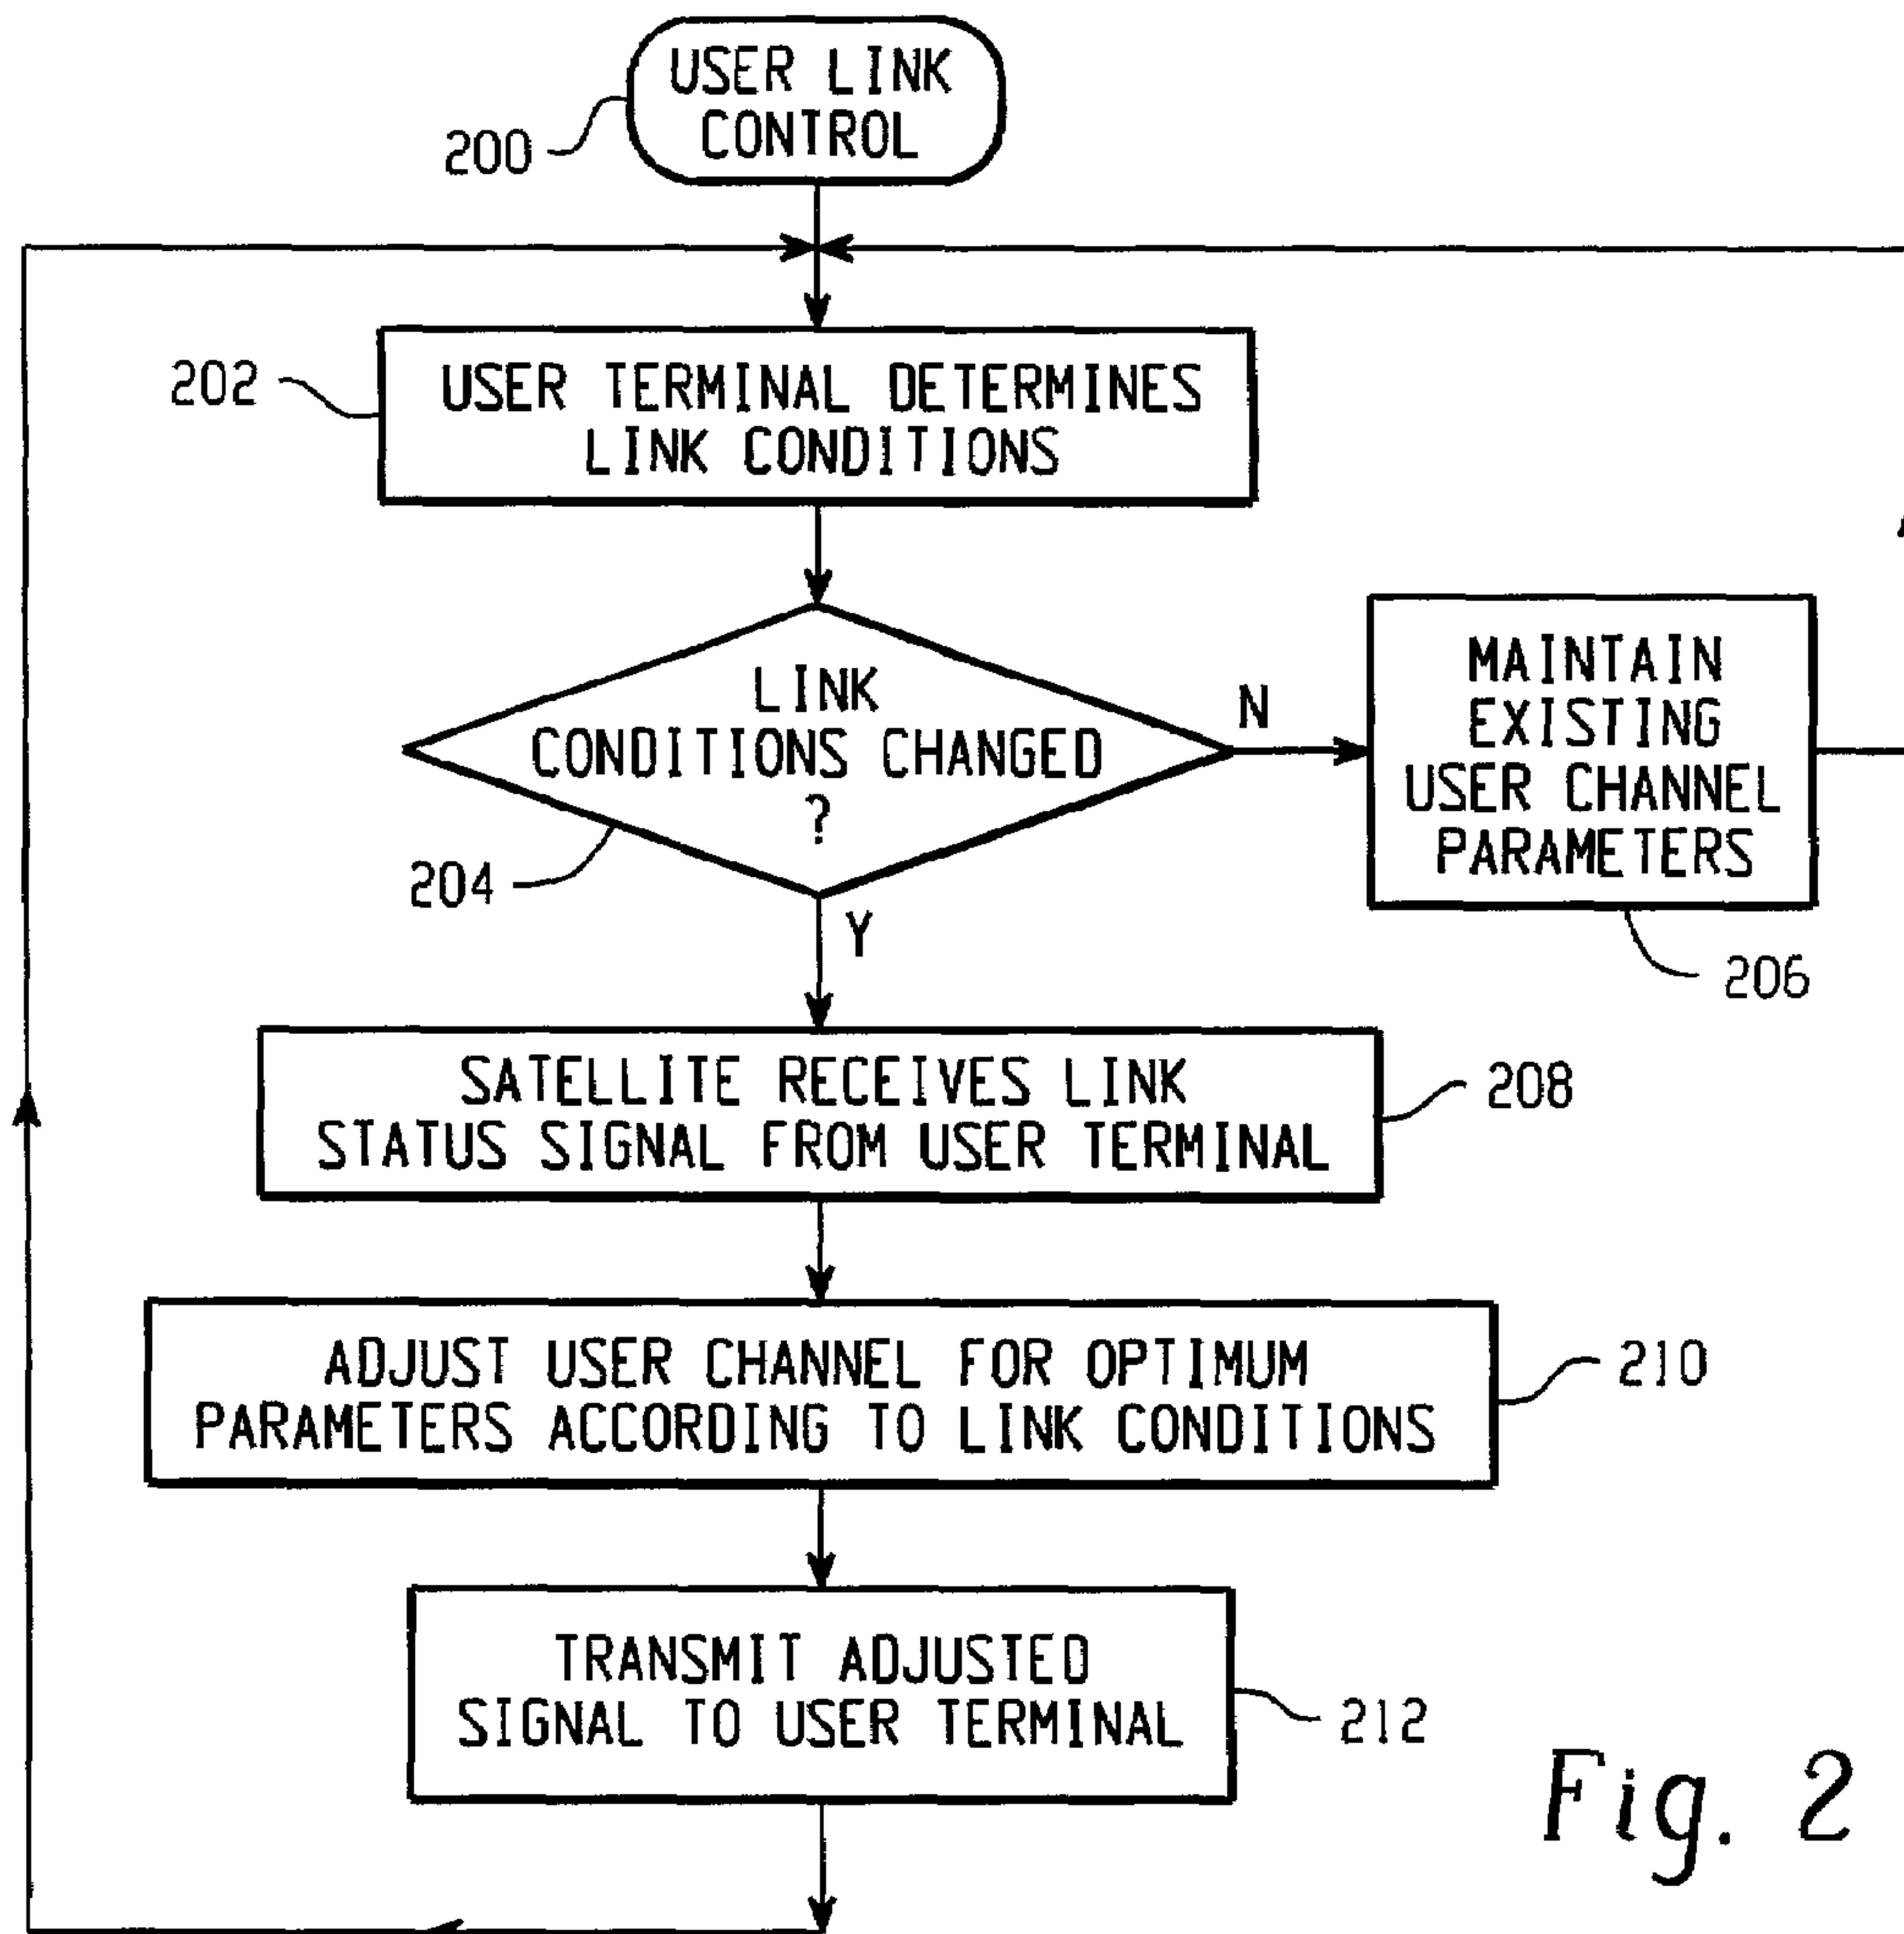 USER LINK
CONTROL
200
202
USER TERMINAL DETERMINES
LINK CONDITIONS
LINK
CONDITIONS CHANGED
?
204
N
MAINTAIN
EXISTING
USER CHANNEL
PARAMETERS
206
Y
SATELLITE RECEIVES LINK
STATUS SIGNAL FROM USER TERMINAL
208
ADJUST USER CHANNEL FOR OPTIMUM
PARAMETERS ACCORDING TO LINK CONDITIONS
210
TRANSMIT ADJUSTED
SIGNAL TO USER TERMINAL
212
Fig. 2